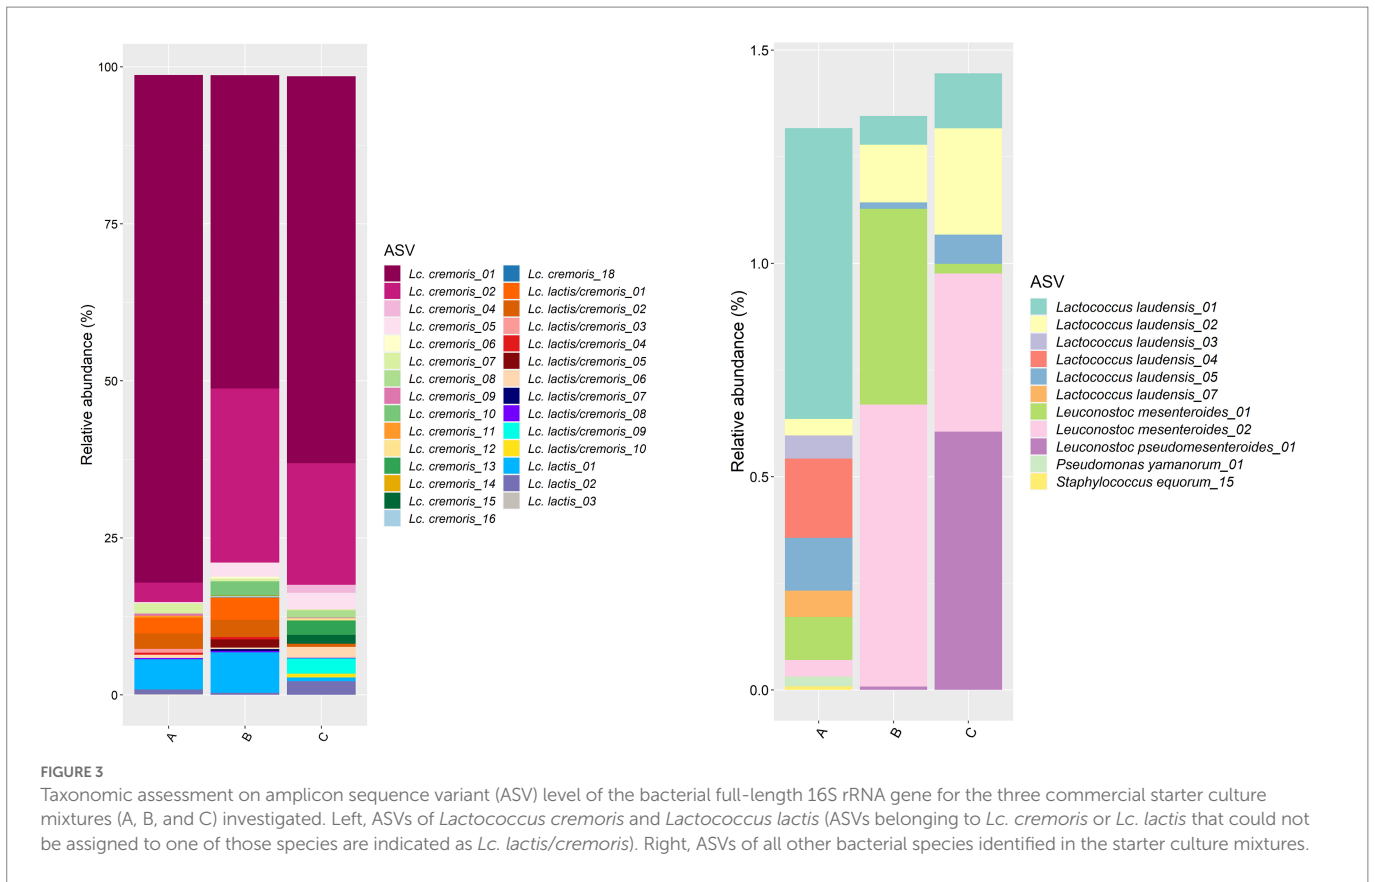 100
75
50
25
0
Relative abundance (%)
A
B
C
ASV
Lc. cremoris_01
Lc. cremoris_02
Lc. cremoris_04
Lc. cremoris_05
Lc. cremoris_06
Lc. cremoris_07
Lc. cremoris_08
Lc. cremoris_09
Lc. cremoris_10
Lc. cremoris_11
Lc. cremoris_12
Lc. cremoris_13
Lc. cremoris_14
Lc. cremoris_15
Lc. cremoris_16
Lc. cremoris_18
Lc. lactis/cremoris_01
Lc. lactis/cremoris_02
Lc. lactis/cremoris_03
Lc. lactis/cremoris_04
Lc. lactis/cremoris_05
Lc. lactis/cremoris_06
Lc. lactis/cremoris_07
Lc. lactis/cremoris_08
Lc. lactis/cremoris_09
Lc. lactis/cremoris_10
Lc. lactis_01
Lc. lactis_02
Lc. lactis_03
1.5
1.0
0.5
0.0
Relative abundance (%)
A
B
C
ASV
Lactococcus laudensis_01
Lactococcus laudensis_02
Lactococcus laudensis_03
Lactococcus laudensis_04
Lactococcus laudensis_05
Lactococcus laudensis_07
Leuconostoc mesenteroides_01
Leuconostoc mesenteroides_02
Leuconostoc pseudomesenteroides_01
Pseudomonas yamanorum_01
Staphylococcus equorum_15
FIGURE 3
Taxonomic assessment on amplicon sequence variant (ASV) level of the bacterial full-length 16S rRNA gene for the three commercial starter culture
mixtures (A, B, and C) investigated. Left, ASVs of Lactococcus cremoris and Lactococcus lactis (ASVs belonging to Lc. cremoris or Lc. lactis that could not
be assigned to one of those species are indicated as Lc. lactis/cremoris). Right, ASVs of all other bacterial species identified in the starter culture mixtures.